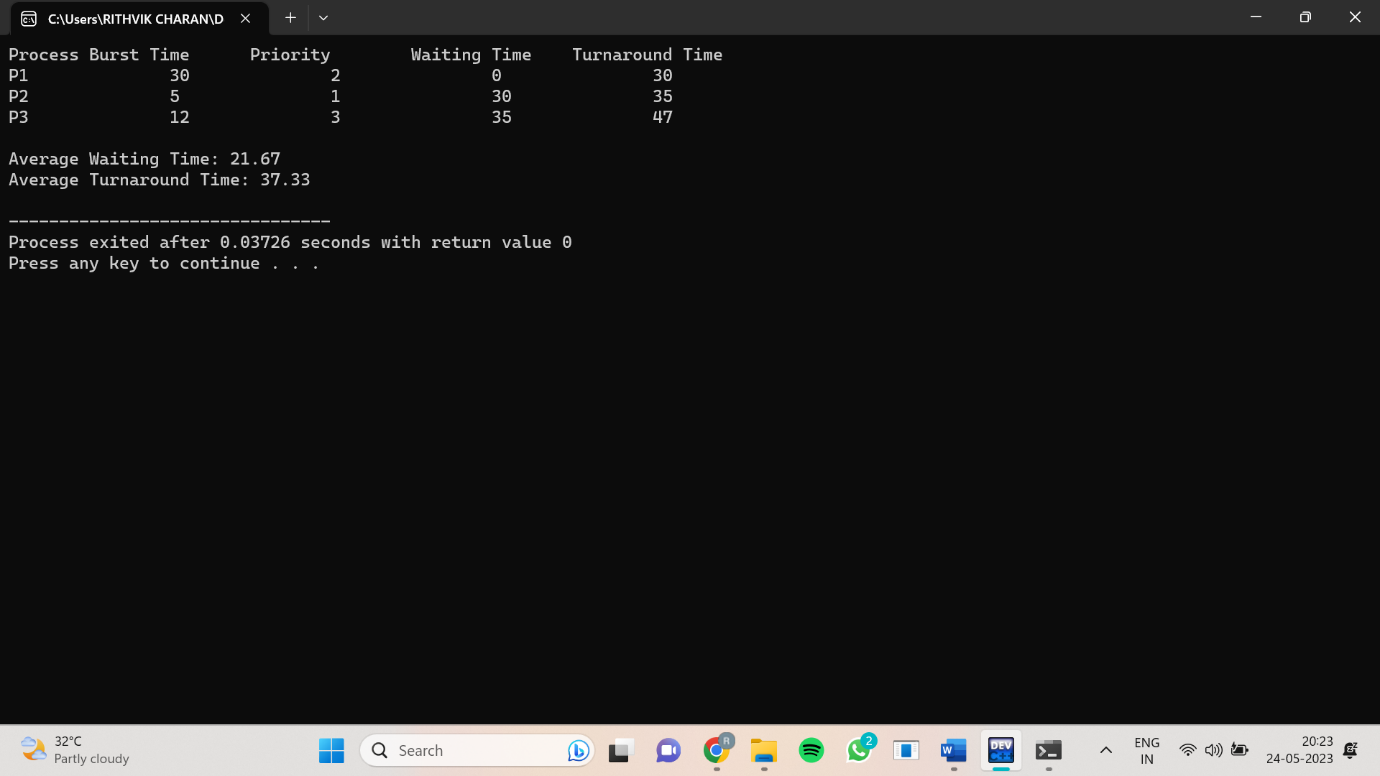 C:\Users\RITHVIK CHARAN\D
Process Burst Time Priority Waiting Time Turnaround Time
P1 30 2 0 30
P2 5 1 30 35
P3 12 3 35 47
Average Waiting Time: 21.67
Average Turnaround Time: 37.33
--------------------------------
Process exited after 0.03726 seconds with return value 0
Press any key to continue . . .
32°C
Partly cloudy
Search
R
2
W
DEV
C++
ENG
IN
20:23
24-05-2023